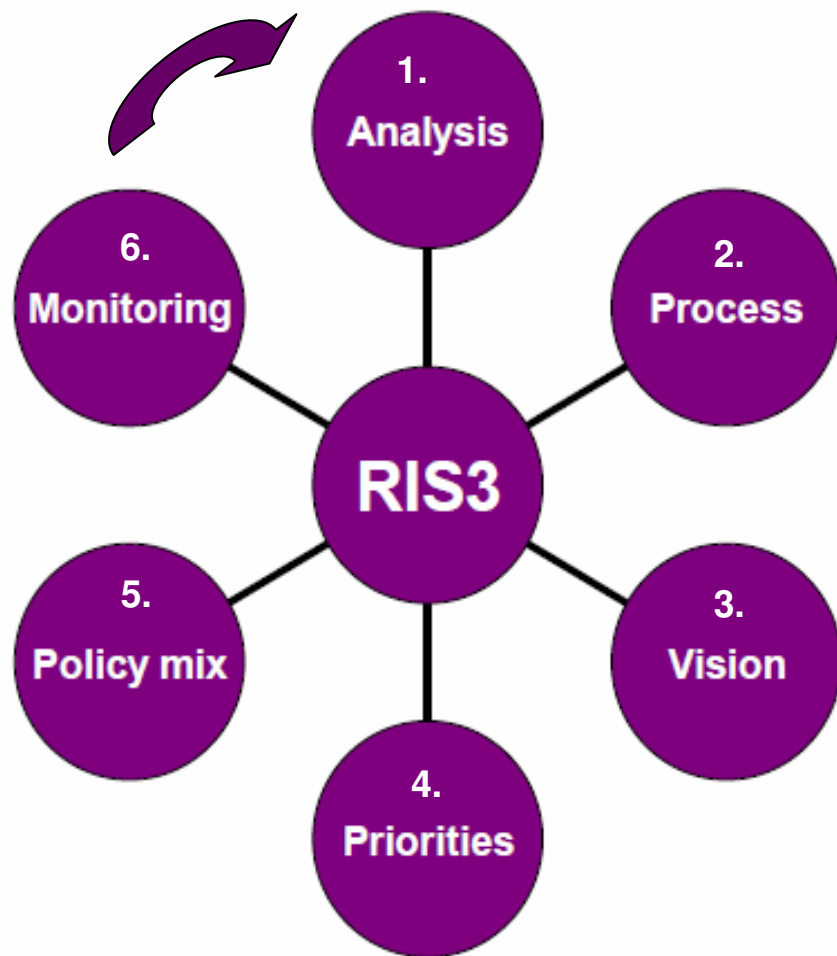 1.
Analysis
2.
Process
3.
Vision
4.
Priorities
5.
Policy mix
6.
Monitoring
RIS3